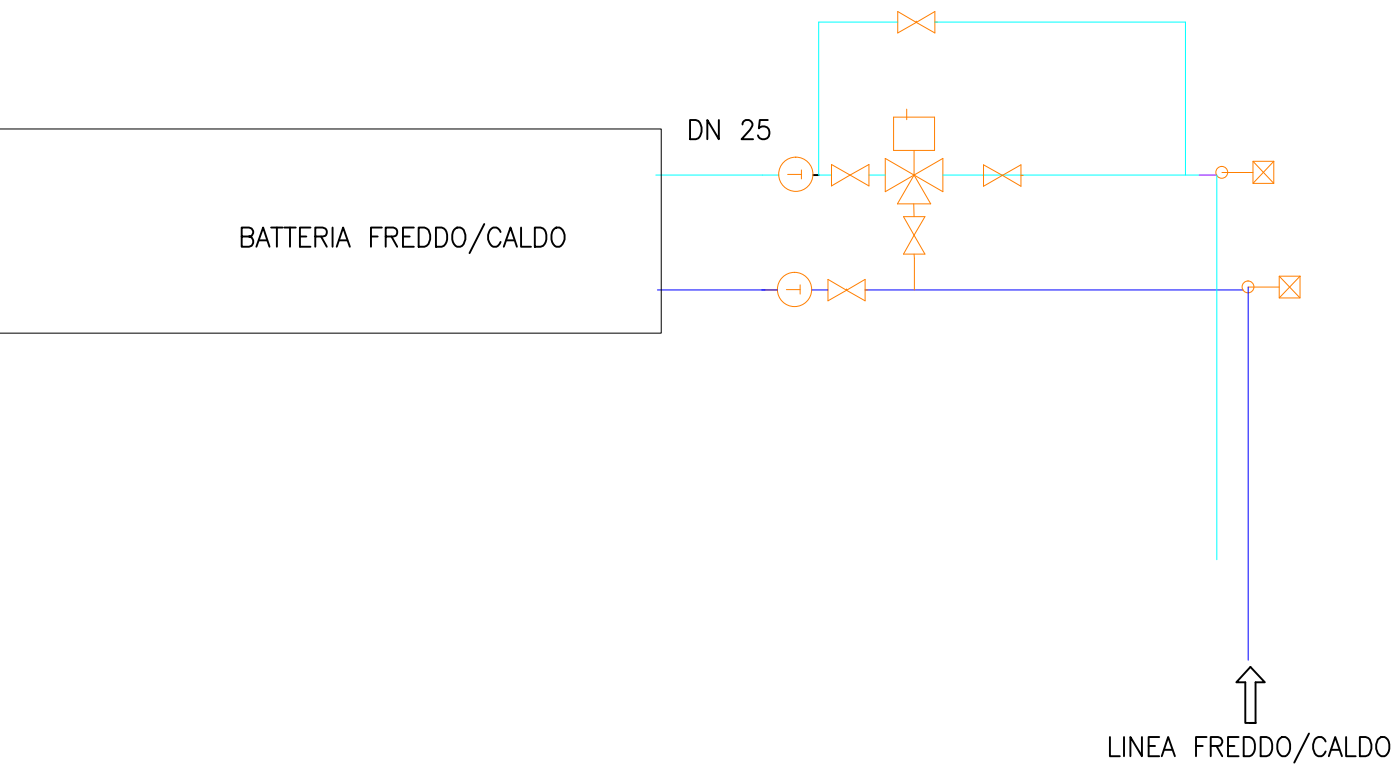 DN 25
BATTERIA FREDDO/CALDO
T
T
LINEA FREDDO/CALDO